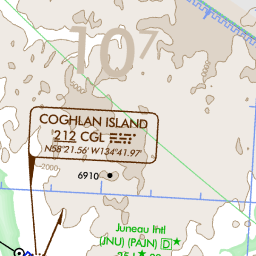 10⁷
COGHLAN ISLAND
212 CGL
N58°21.56' W134°41.97'
2000
6910
Juneau Intl
(JNU) (PAJN) D★